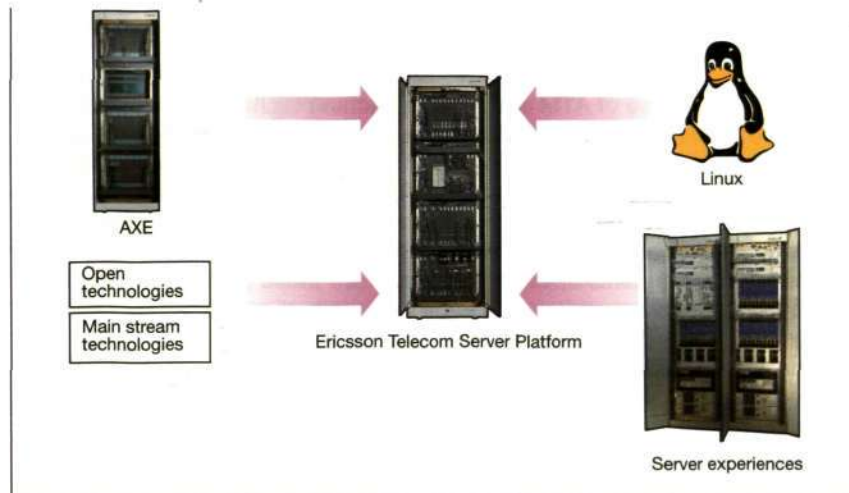 AXE
Linux
Open
technologies
Main stream
technologies
Ericsson Telecom Server Platform
Server experiences